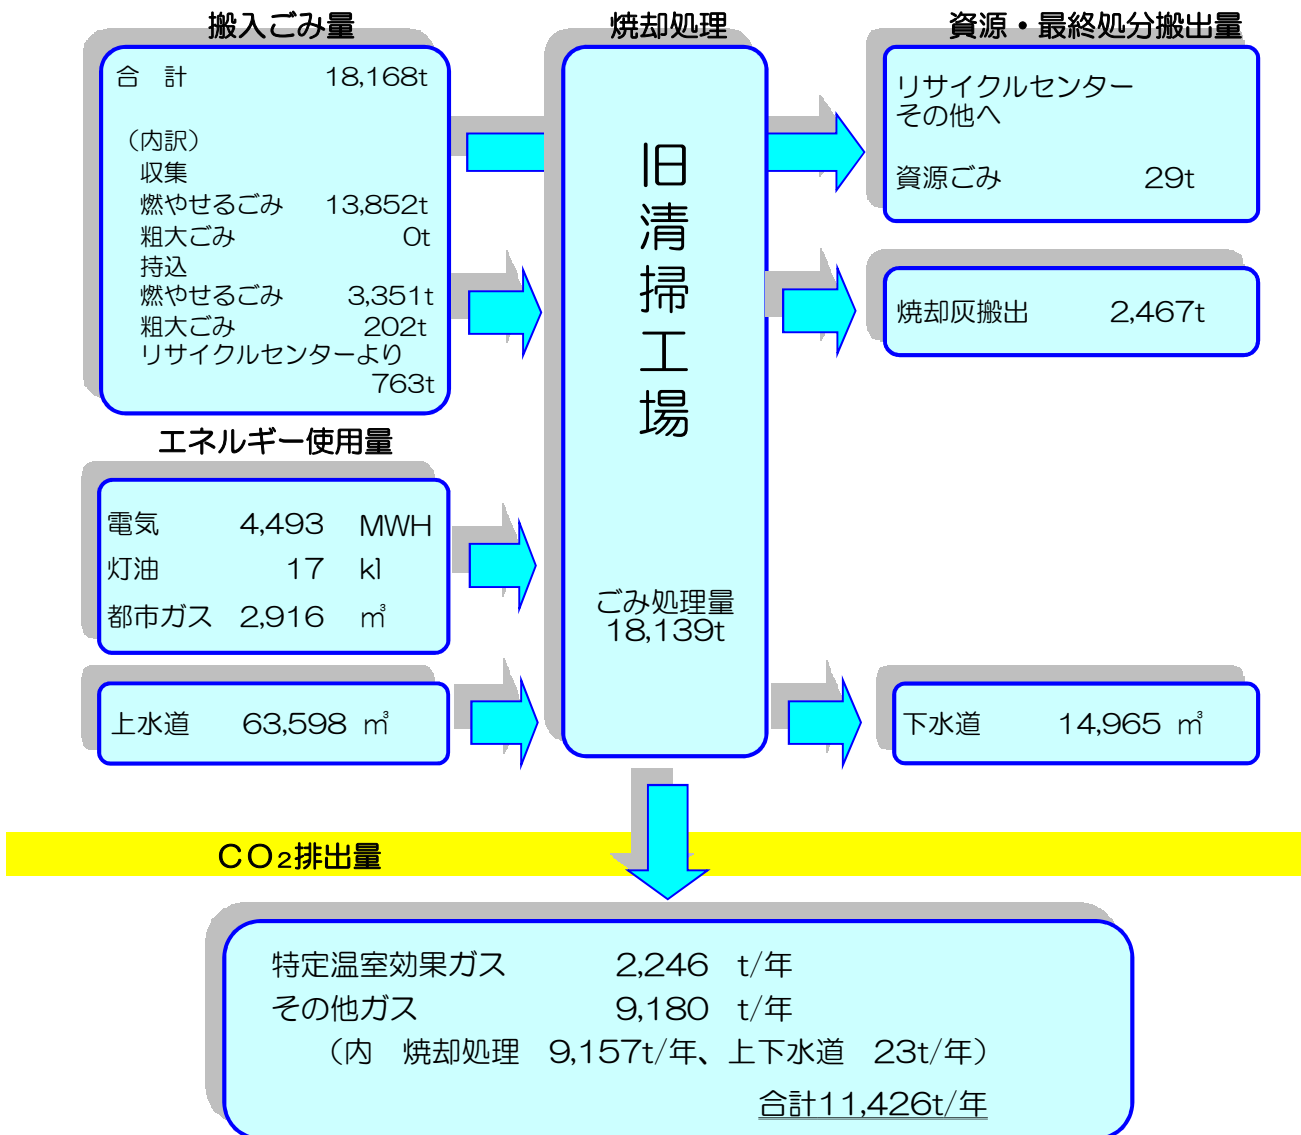 搬入ごみ量
合　計　18,168t
（内訳）
収集
燃やせるごみ　13,852t
粗大ごみ　0t
持込
燃やせるごみ　3,351t
粗大ごみ　202t
リサイクルセンターより
763t
エネルギー使用量
電気　4,493　MWH
灯油　17　kl
都市ガス　2,916　㎥
上水道　63,598　㎥
焼却処理
旧清掃工場
ごみ処理量
18,139t
資源・最終処分搬出量
リサイクルセンター
その他へ
資源ごみ　29t
焼却灰搬出　2,467t
下水道　14,965　㎥
ＣＯ₂排出量
特定温室効果ガス　2,246　t/年
その他ガス　9,180　t/年
（内　焼却処理　9,157t/年、上下水道　23t/年）
合計11,426t/年